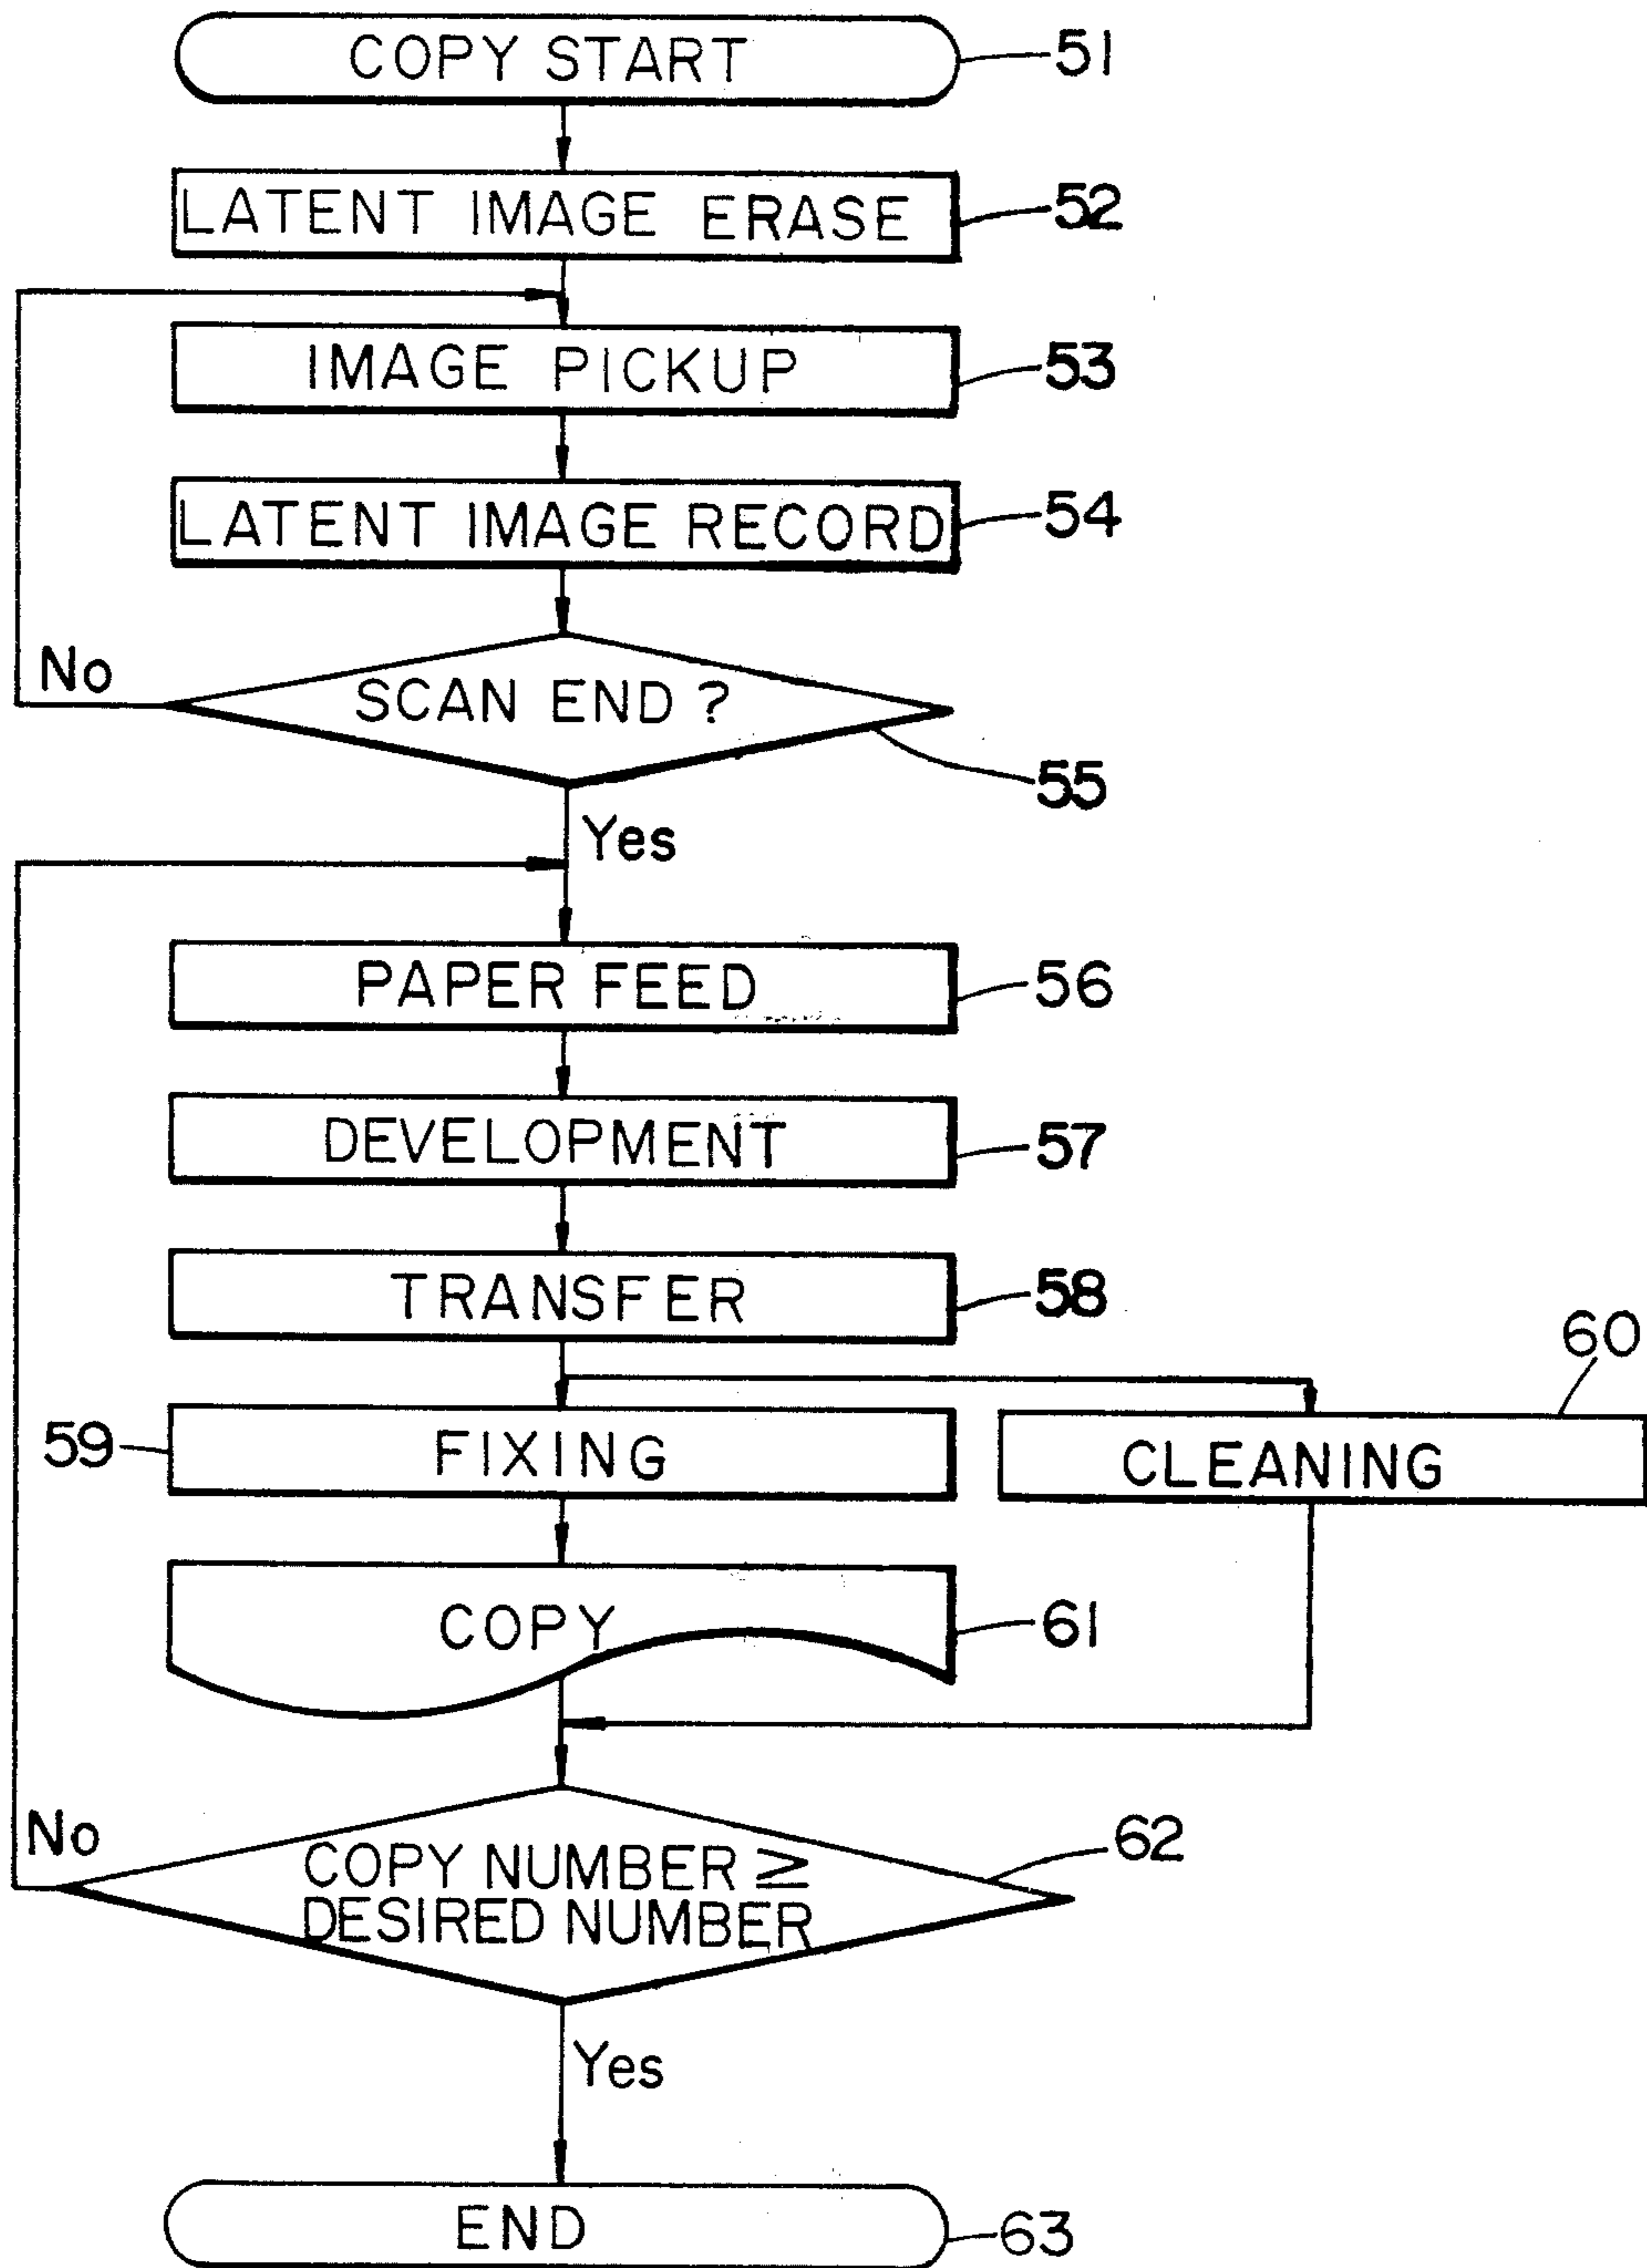 COPY START 51
LATENT IMAGE ERASE 52
IMAGE PICKUP 53
LATENT IMAGE RECORD 54
No
SCAN END ?
55
Yes
PAPER FEED 56
DEVELOPMENT 57
TRANSFER 58
60
59 FIXING CLEANING
COPY 61
No
COPY NUMBER ≧ 62
DESIRED NUMBER
Yes
END 63